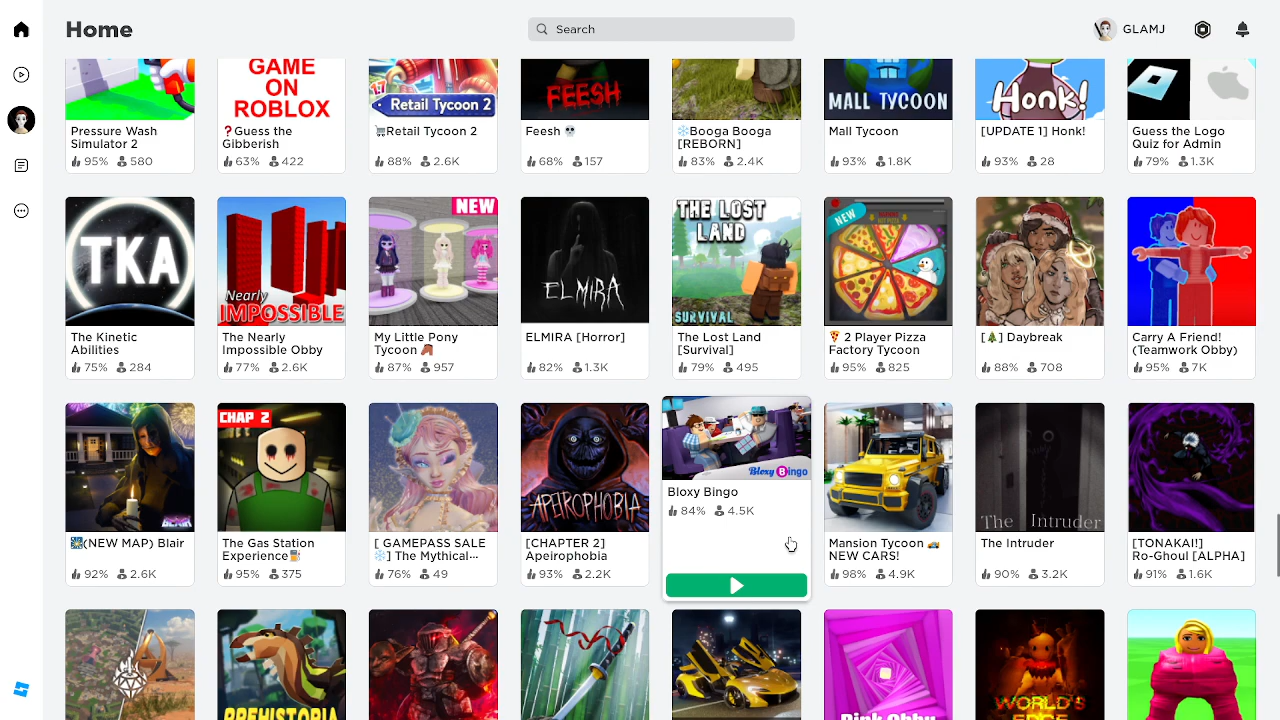 Home
Search
GLAMJ
GAME
ON
ROBLOX
Retail Tycoon 2
FEESH
MALL TYCOON
Honk!
Pressure Wash
Simulator 2
95% 580
❓Guess the
Gibberish
63% 422
🛒Retail Tycoon 2
88% 2.6K
Feesh 💀
68% 157
❄️Booga Booga
[REBORN]
83% 2.4K
Mall Tycoon
93% 1.8K
[UPDATE 1] Honk!
93% 28
Guess the Logo
Quiz for Admin
79% 1.3K
TKA
Nearly
IMPOSSIBLE
NEW
ELMIRA
THE LOST
LAND
SURVIVAL
NEW
The Kinetic
Abilities
75% 284
The Nearly
Impossible Obby
77% 2.6K
My Little Pony
Tycoon 🐴
87% 957
ELMIRA [Horror]
82% 1.3K
The Lost Land
[Survival]
79% 495
🍕 2 Player Pizza
Factory Tycoon
95% 825
[🎄] Daybreak
88% 708
Carry A Friend!
(Teamwork Obby)
95% 7K
BLAIR
CHAP 2
APEIROPHOBIA
Bloxy Bingo
The Intruder
🎆(NEW MAP) Blair
92% 2.6K
The Gas Station
Experience⛽
95% 375
[ GAMEPASS SALE
❄️] The Mythical...
76% 49
[CHAPTER 2]
Apeirophobia
93% 2.2K
Bloxy Bingo
84% 4.5K
Mansion Tycoon 🚙
NEW CARS!
98% 4.9K
The Intruder
90% 3.2K
[TONAKAI!]
Ro-Ghoul [ALPHA]
91% 1.6K
PREHISTORIA
Pink Obby
WORLD'S
EDGE